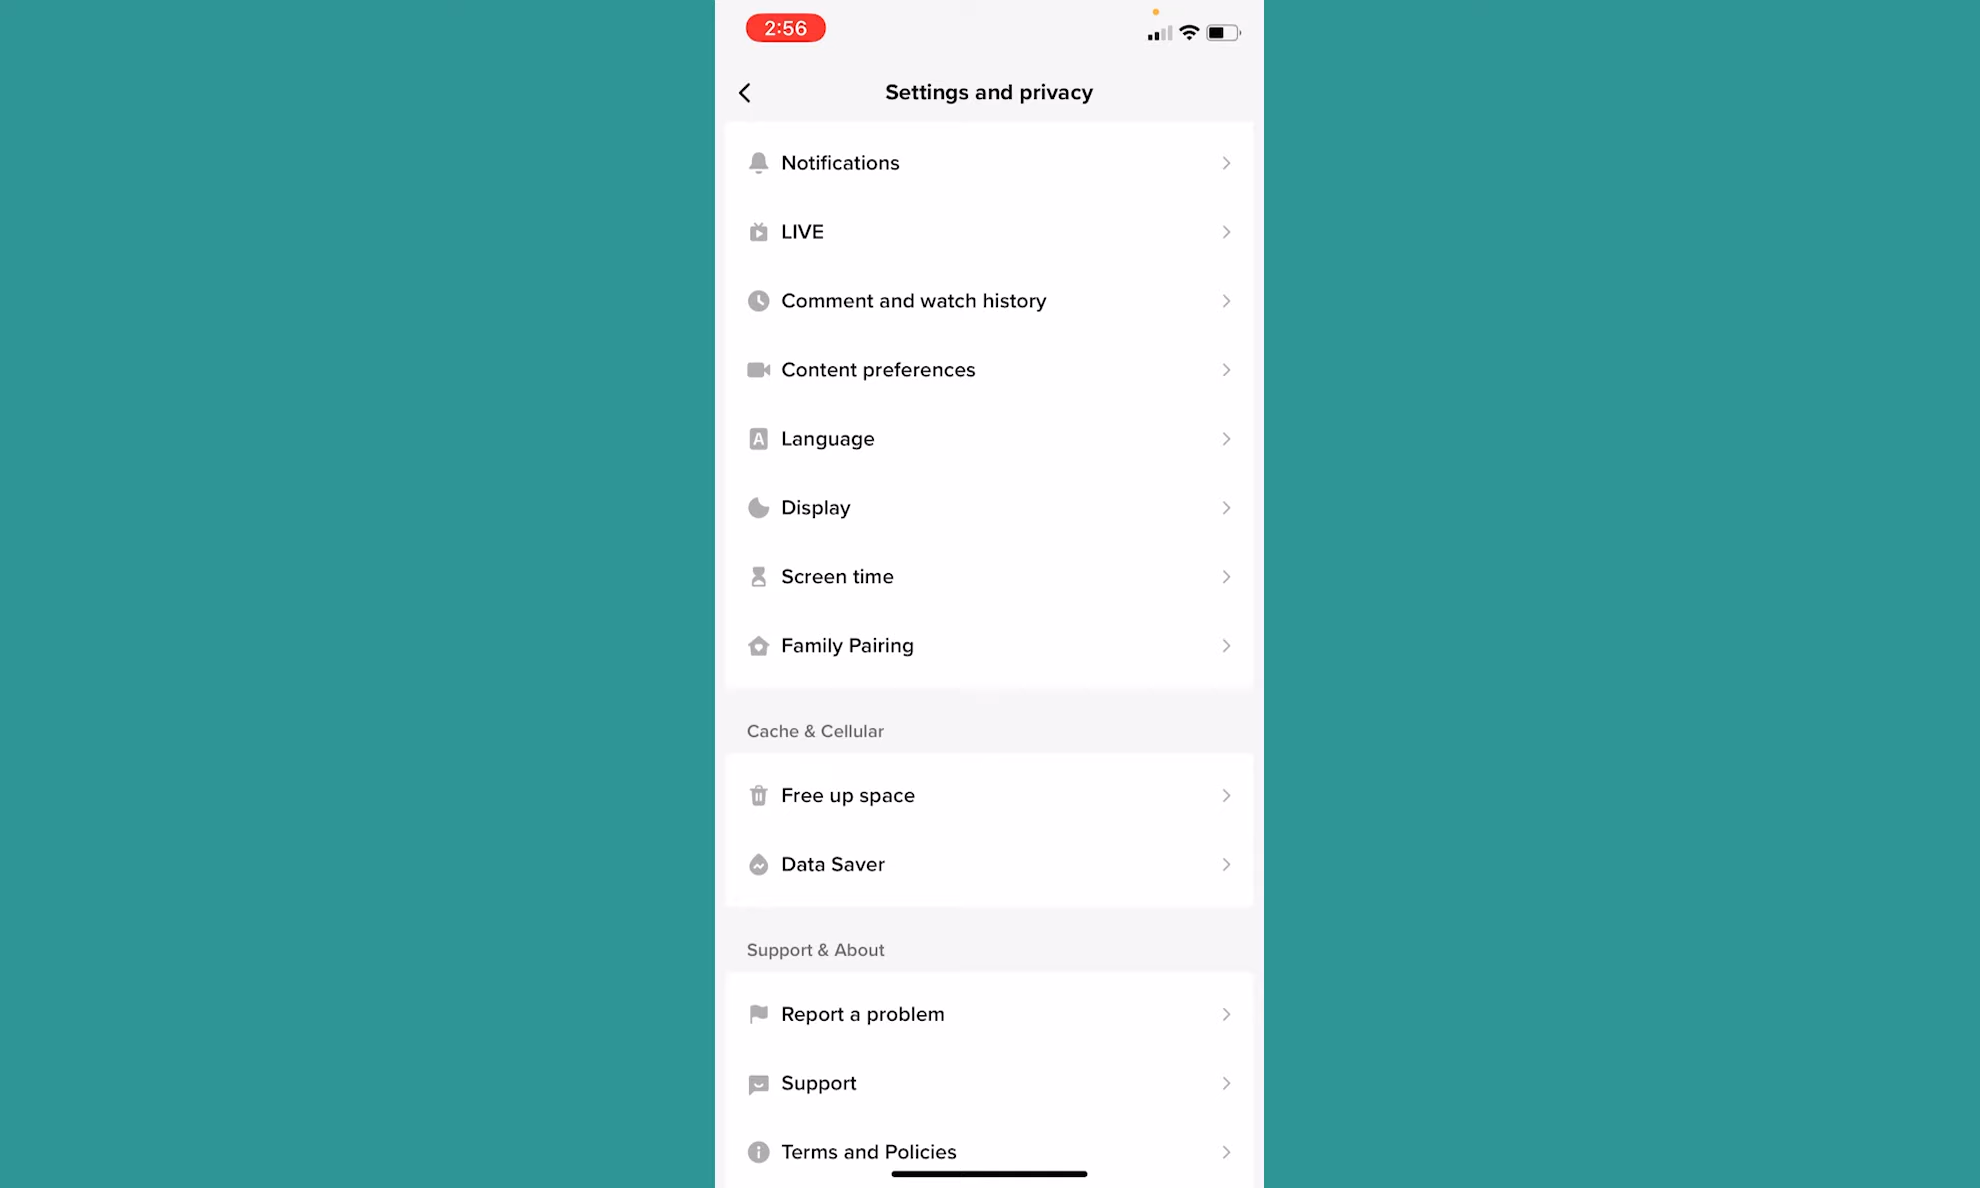 2:56
Settings and privacy
Notifications
LIVE
Comment and watch history
Content preferences
A Language
Display
Screen time
Family Pairing
Cache & Cellular
Free up space
Data Saver
Support & About
Report a problem
Support
Terms and Policies